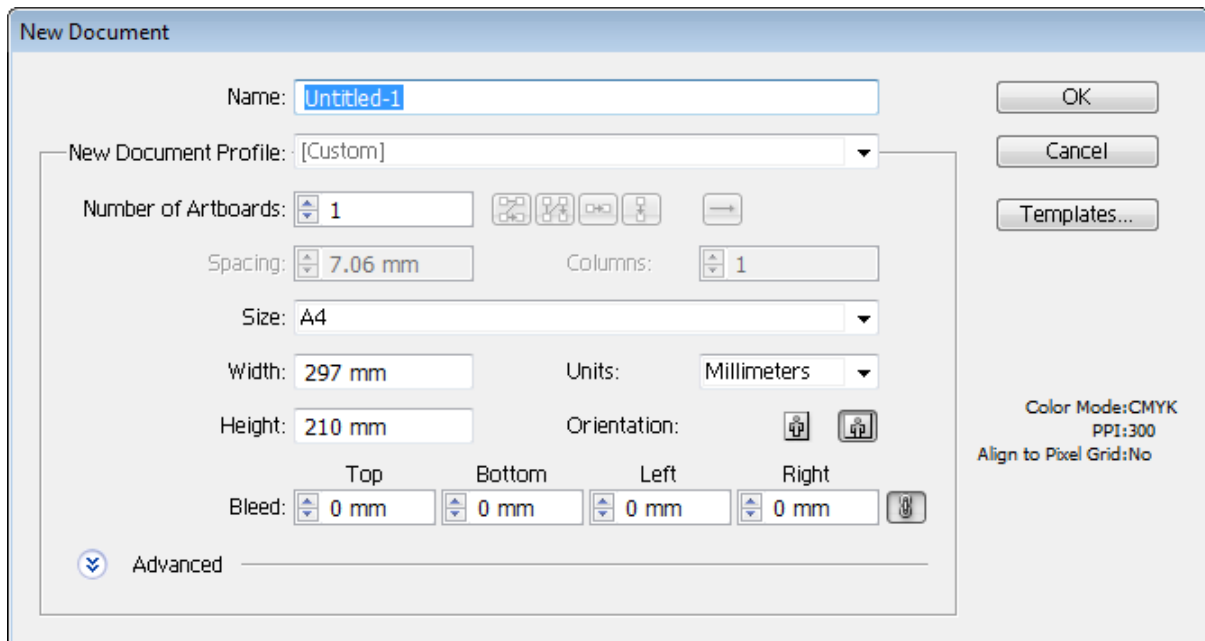 New Document
Name: Untitled-1
OK
New Document Profile: [Custom]
Cancel
Number of Artboards: 1
Templates...
Spacing: 7.06 mm Columns: 1
Size: A4
Width: 297 mm Units: Millimeters
Height: 210 mm Orientation:
Color Mode:CMYK
PPI:300
Align to Pixel Grid:No
Top Bottom Left Right
Bleed: 0 mm 0 mm 0 mm 0 mm
Advanced